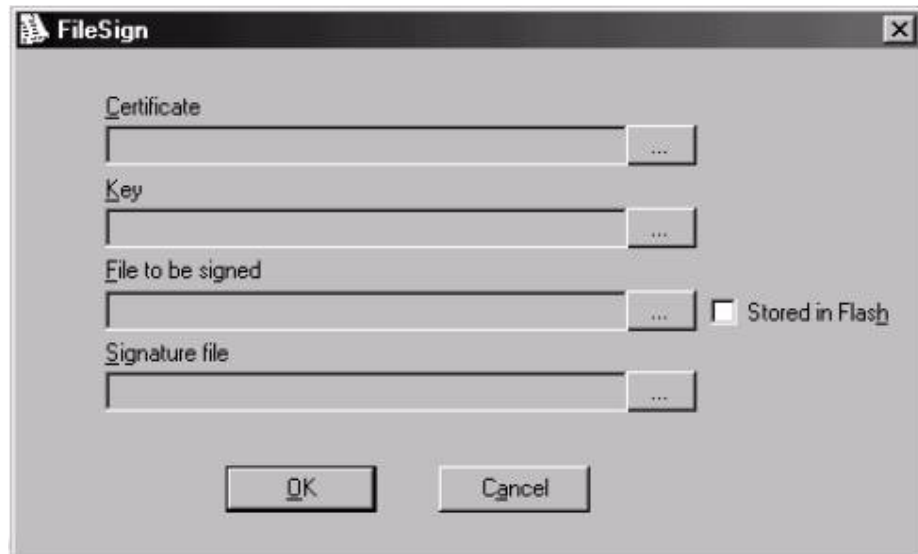 FileSign
Certificate
...
Key
...
File to be signed
... Stored in Flash
Signature file
...
OK Cancel